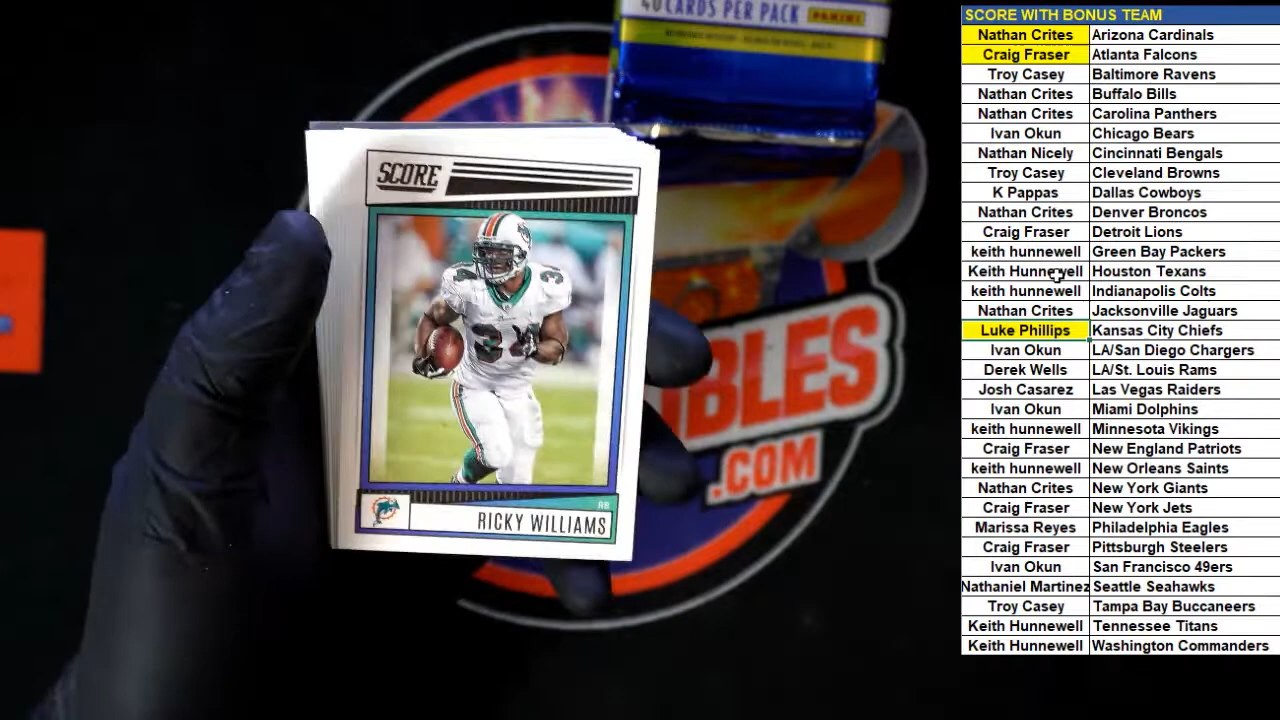 40 CARDS PER PACK PANINI
SCORE
34
34
RB
RICKY WILLIAMS
IBLES
.COM
SCORE WITH BONUS TEAM
Nathan Crites Arizona Cardinals
Craig Fraser Atlanta Falcons
Troy Casey Baltimore Ravens
Nathan Crites Buffalo Bills
Nathan Crites Carolina Panthers
Ivan Okun Chicago Bears
Nathan Nicely Cincinnati Bengals
Troy Casey Cleveland Browns
K Pappas Dallas Cowboys
Nathan Crites Denver Broncos
Craig Fraser Detroit Lions
keith hunnewell Green Bay Packers
Keith Hunnewell Houston Texans
keith hunnewell Indianapolis Colts
Nathan Crites Jacksonville Jaguars
Luke Phillips Kansas City Chiefs
Ivan Okun LA/San Diego Chargers
Derek Wells LA/St. Louis Rams
Josh Casarez Las Vegas Raiders
Ivan Okun Miami Dolphins
keith hunnewell Minnesota Vikings
Craig Fraser New England Patriots
keith hunnewell New Orleans Saints
Nathan Crites New York Giants
Craig Fraser New York Jets
Marissa Reyes Philadelphia Eagles
Craig Fraser Pittsburgh Steelers
Ivan Okun San Francisco 49ers
Nathaniel Martinez Seattle Seahawks
Troy Casey Tampa Bay Buccaneers
Keith Hunnewell Tennessee Titans
Keith Hunnewell Washington Commanders